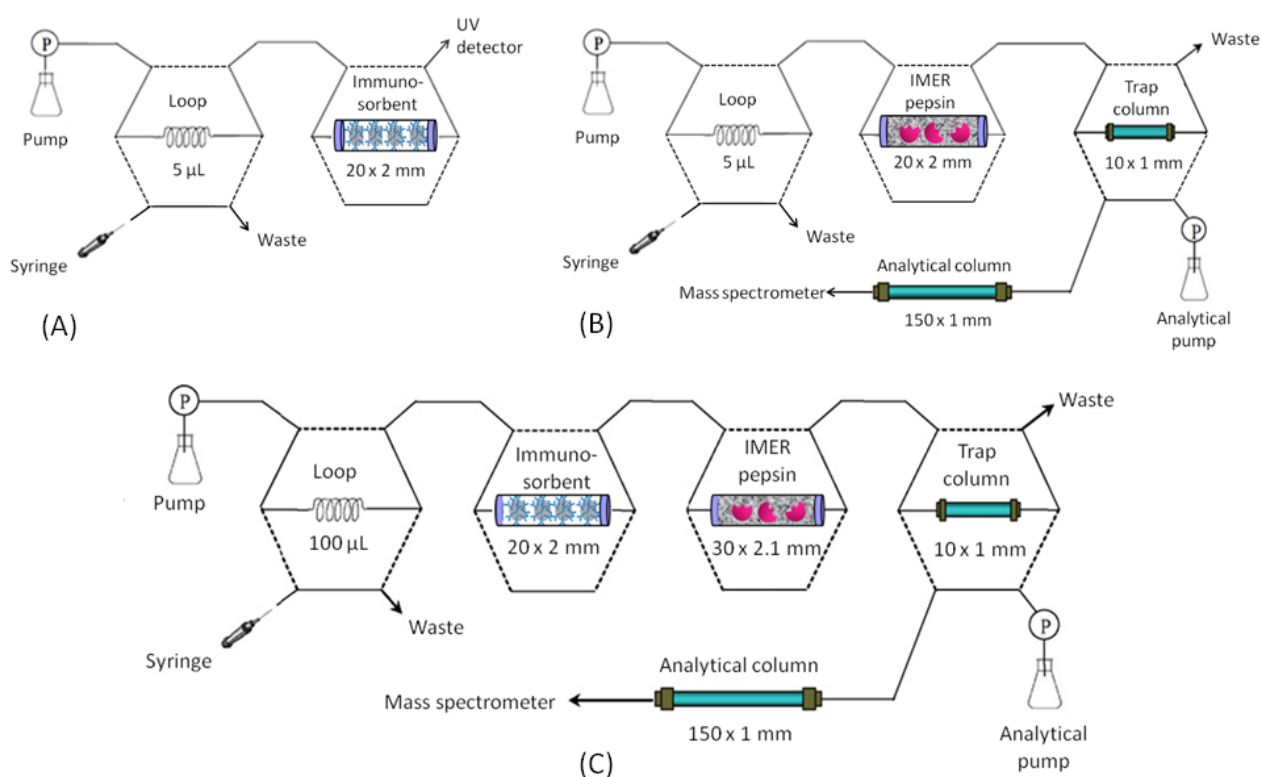 P
Pump
Loop
5 µL
Syringe
Waste
Immuno-
sorbent
20 x 2 mm
UV
detector
(A)
P
Pump
Loop
5 µL
Syringe
Waste
IMER
pepsin
20 x 2 mm
Trap
column
10 x 1 mm
Waste
P
Analytical
pump
Analytical column
150 x 1 mm
Mass spectrometer
(B)
P
Pump
Loop
100 µL
Syringe
Waste
Immuno-
sorbent
20 x 2 mm
IMER
pepsin
30 x 2.1 mm
Trap
column
10 x 1 mm
Waste
P
Analytical
pump
Analytical column
150 x 1 mm
Mass spectrometer
(C)